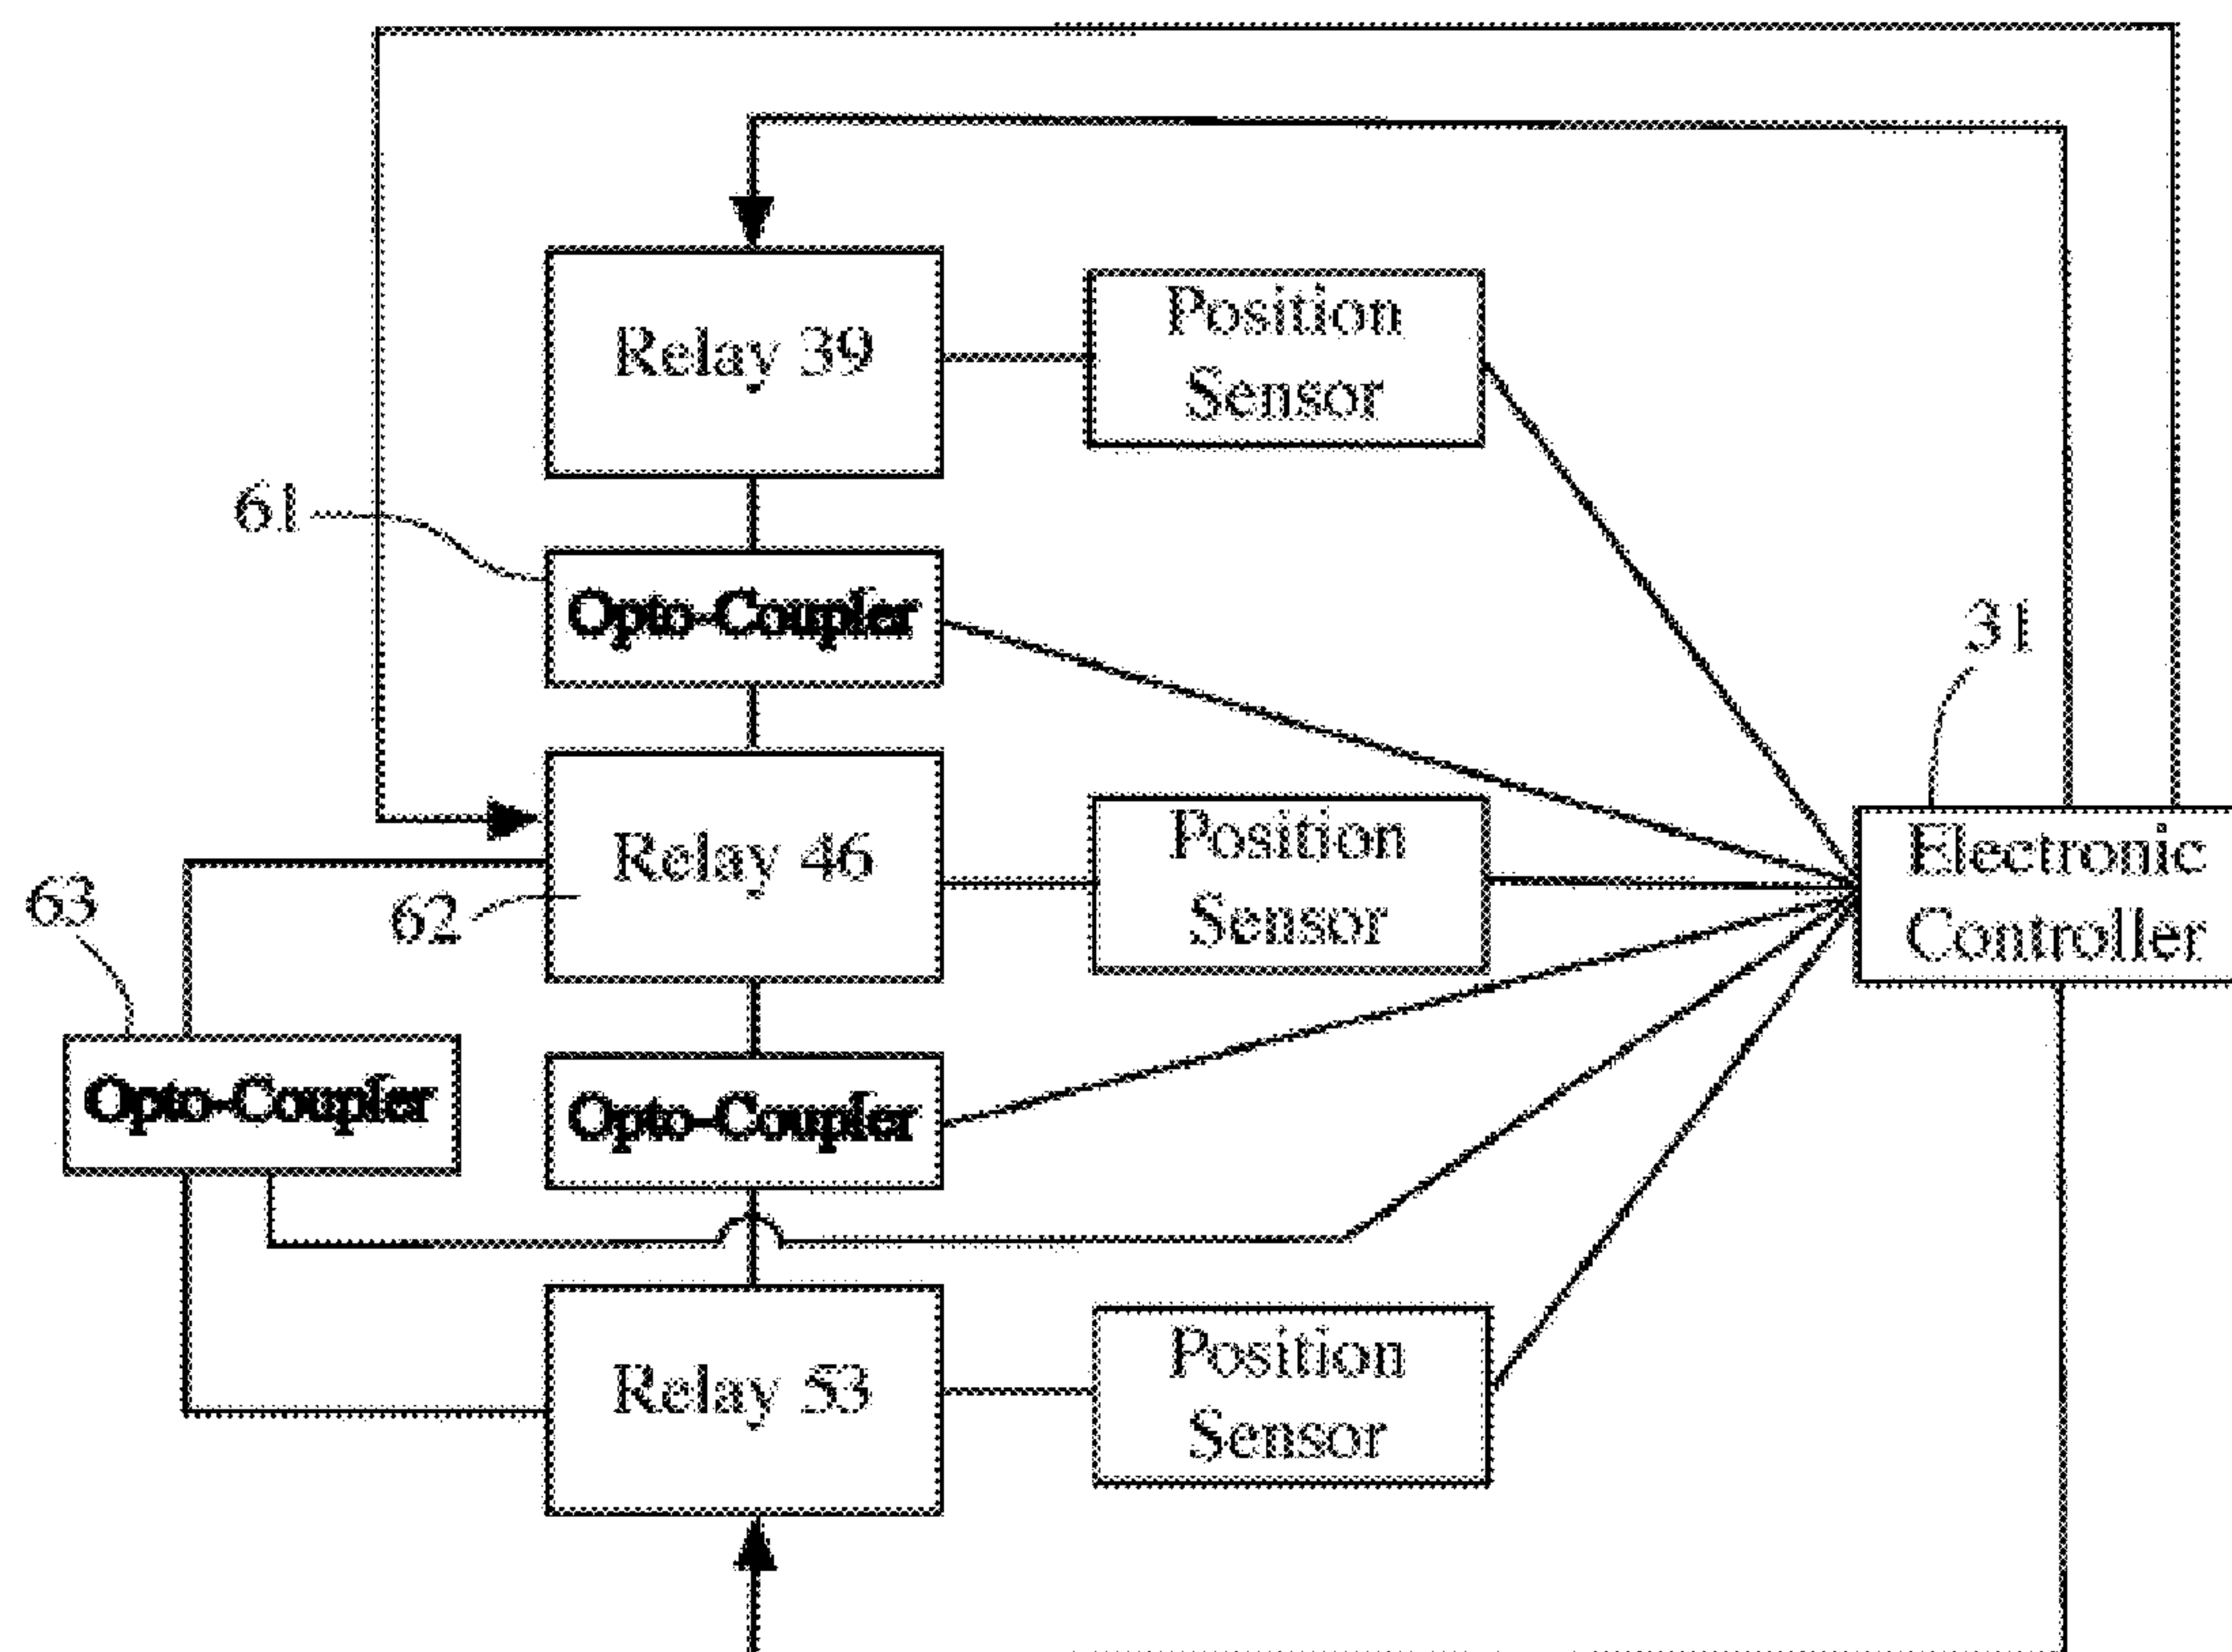 Relay 39
Position
Sensor
61
Opto-Coupler
31
Relay 46
Position
Sensor
Electronic
Controller
63
62
Opto-Coupler
Opto-Coupler
Relay 53
Position
Sensor